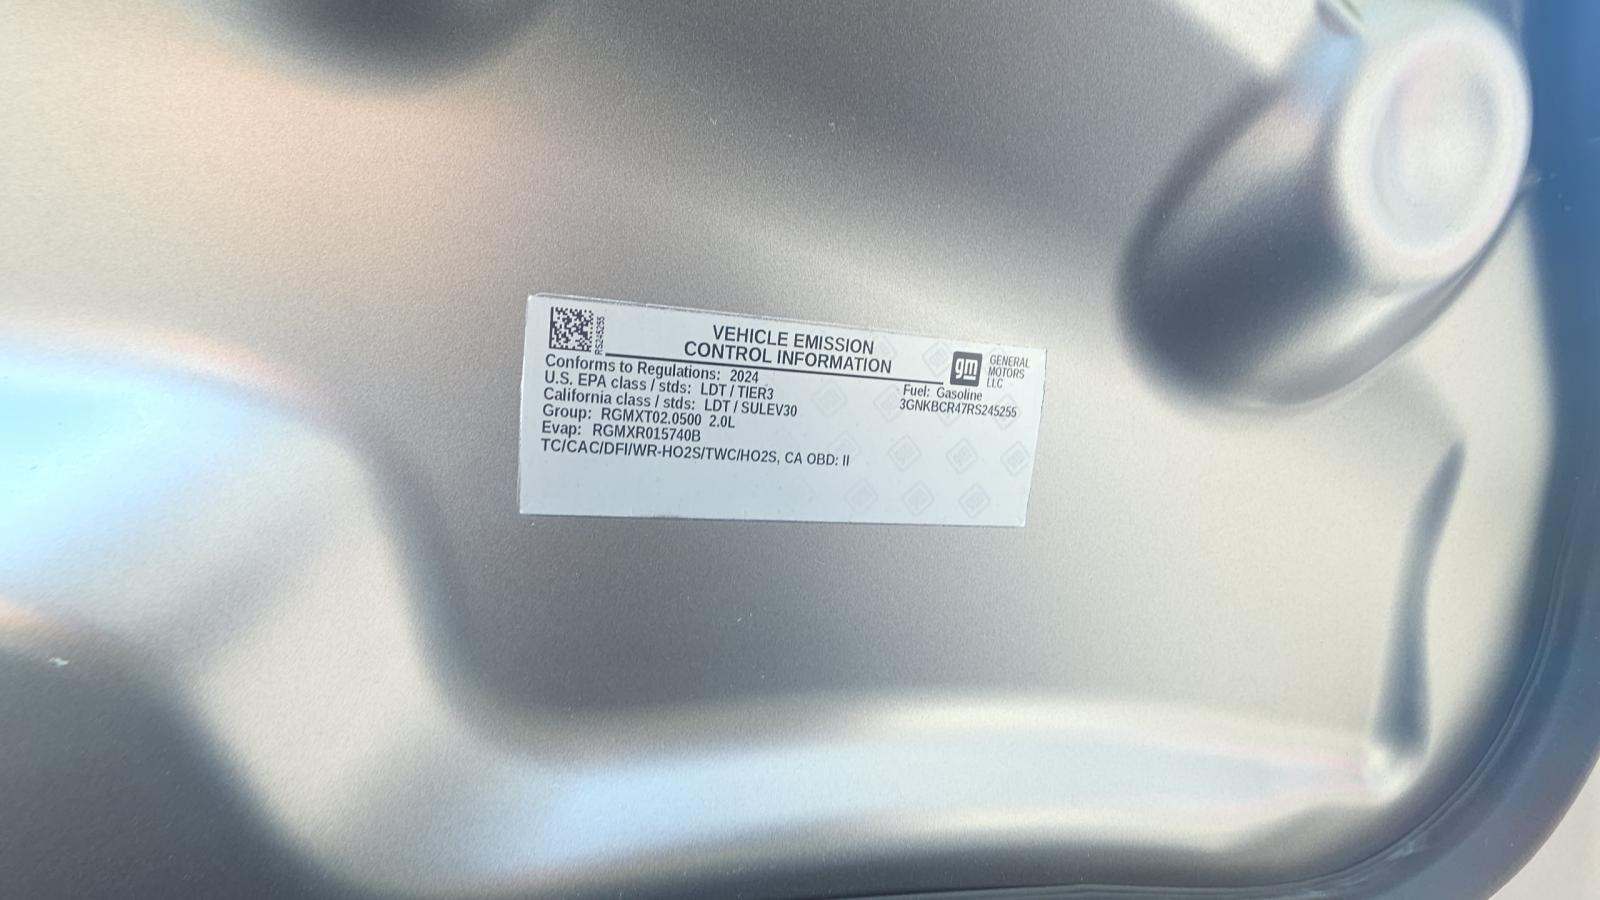 RS245255
VEHICLE EMISSION
CONTROL INFORMATION
gm
GENERAL
MOTORS
LLC
Conforms to Regulations: 2024
U.S. EPA class / stds: LDT / TIER3
California class / stds: LDT / SULEV30
Group: RGMXT02.0500 2.0L
Evap: RGMXR015740B
TC/CAC/DFI/WR-HO2S/TWC/HO2S, CA OBD: II
Fuel: Gasoline
3GNKBCR47RS245255